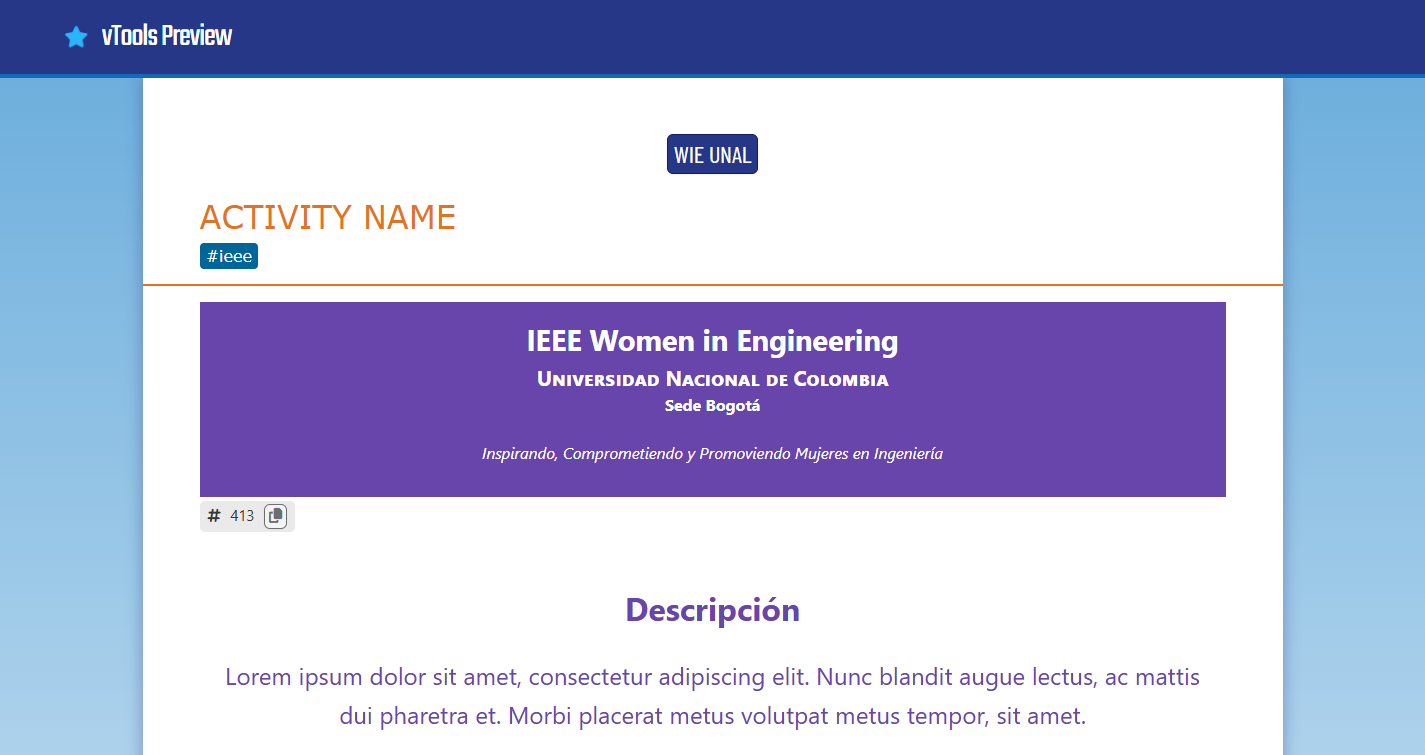 vTools Preview
WIE UNAL
ACTIVITY NAME
#ieee
IEEE Women in Engineering
Universidad Nacional de Colombia
Sede Bogotá
Inspirando, Comprometiendo y Promoviendo Mujeres en Ingeniería
# 413
Descripción
Lorem ipsum dolor sit amet, consectetur adipiscing elit. Nunc blandit augue lectus, ac mattis
dui pharetra et. Morbi placerat metus volutpat metus tempor, sit amet.